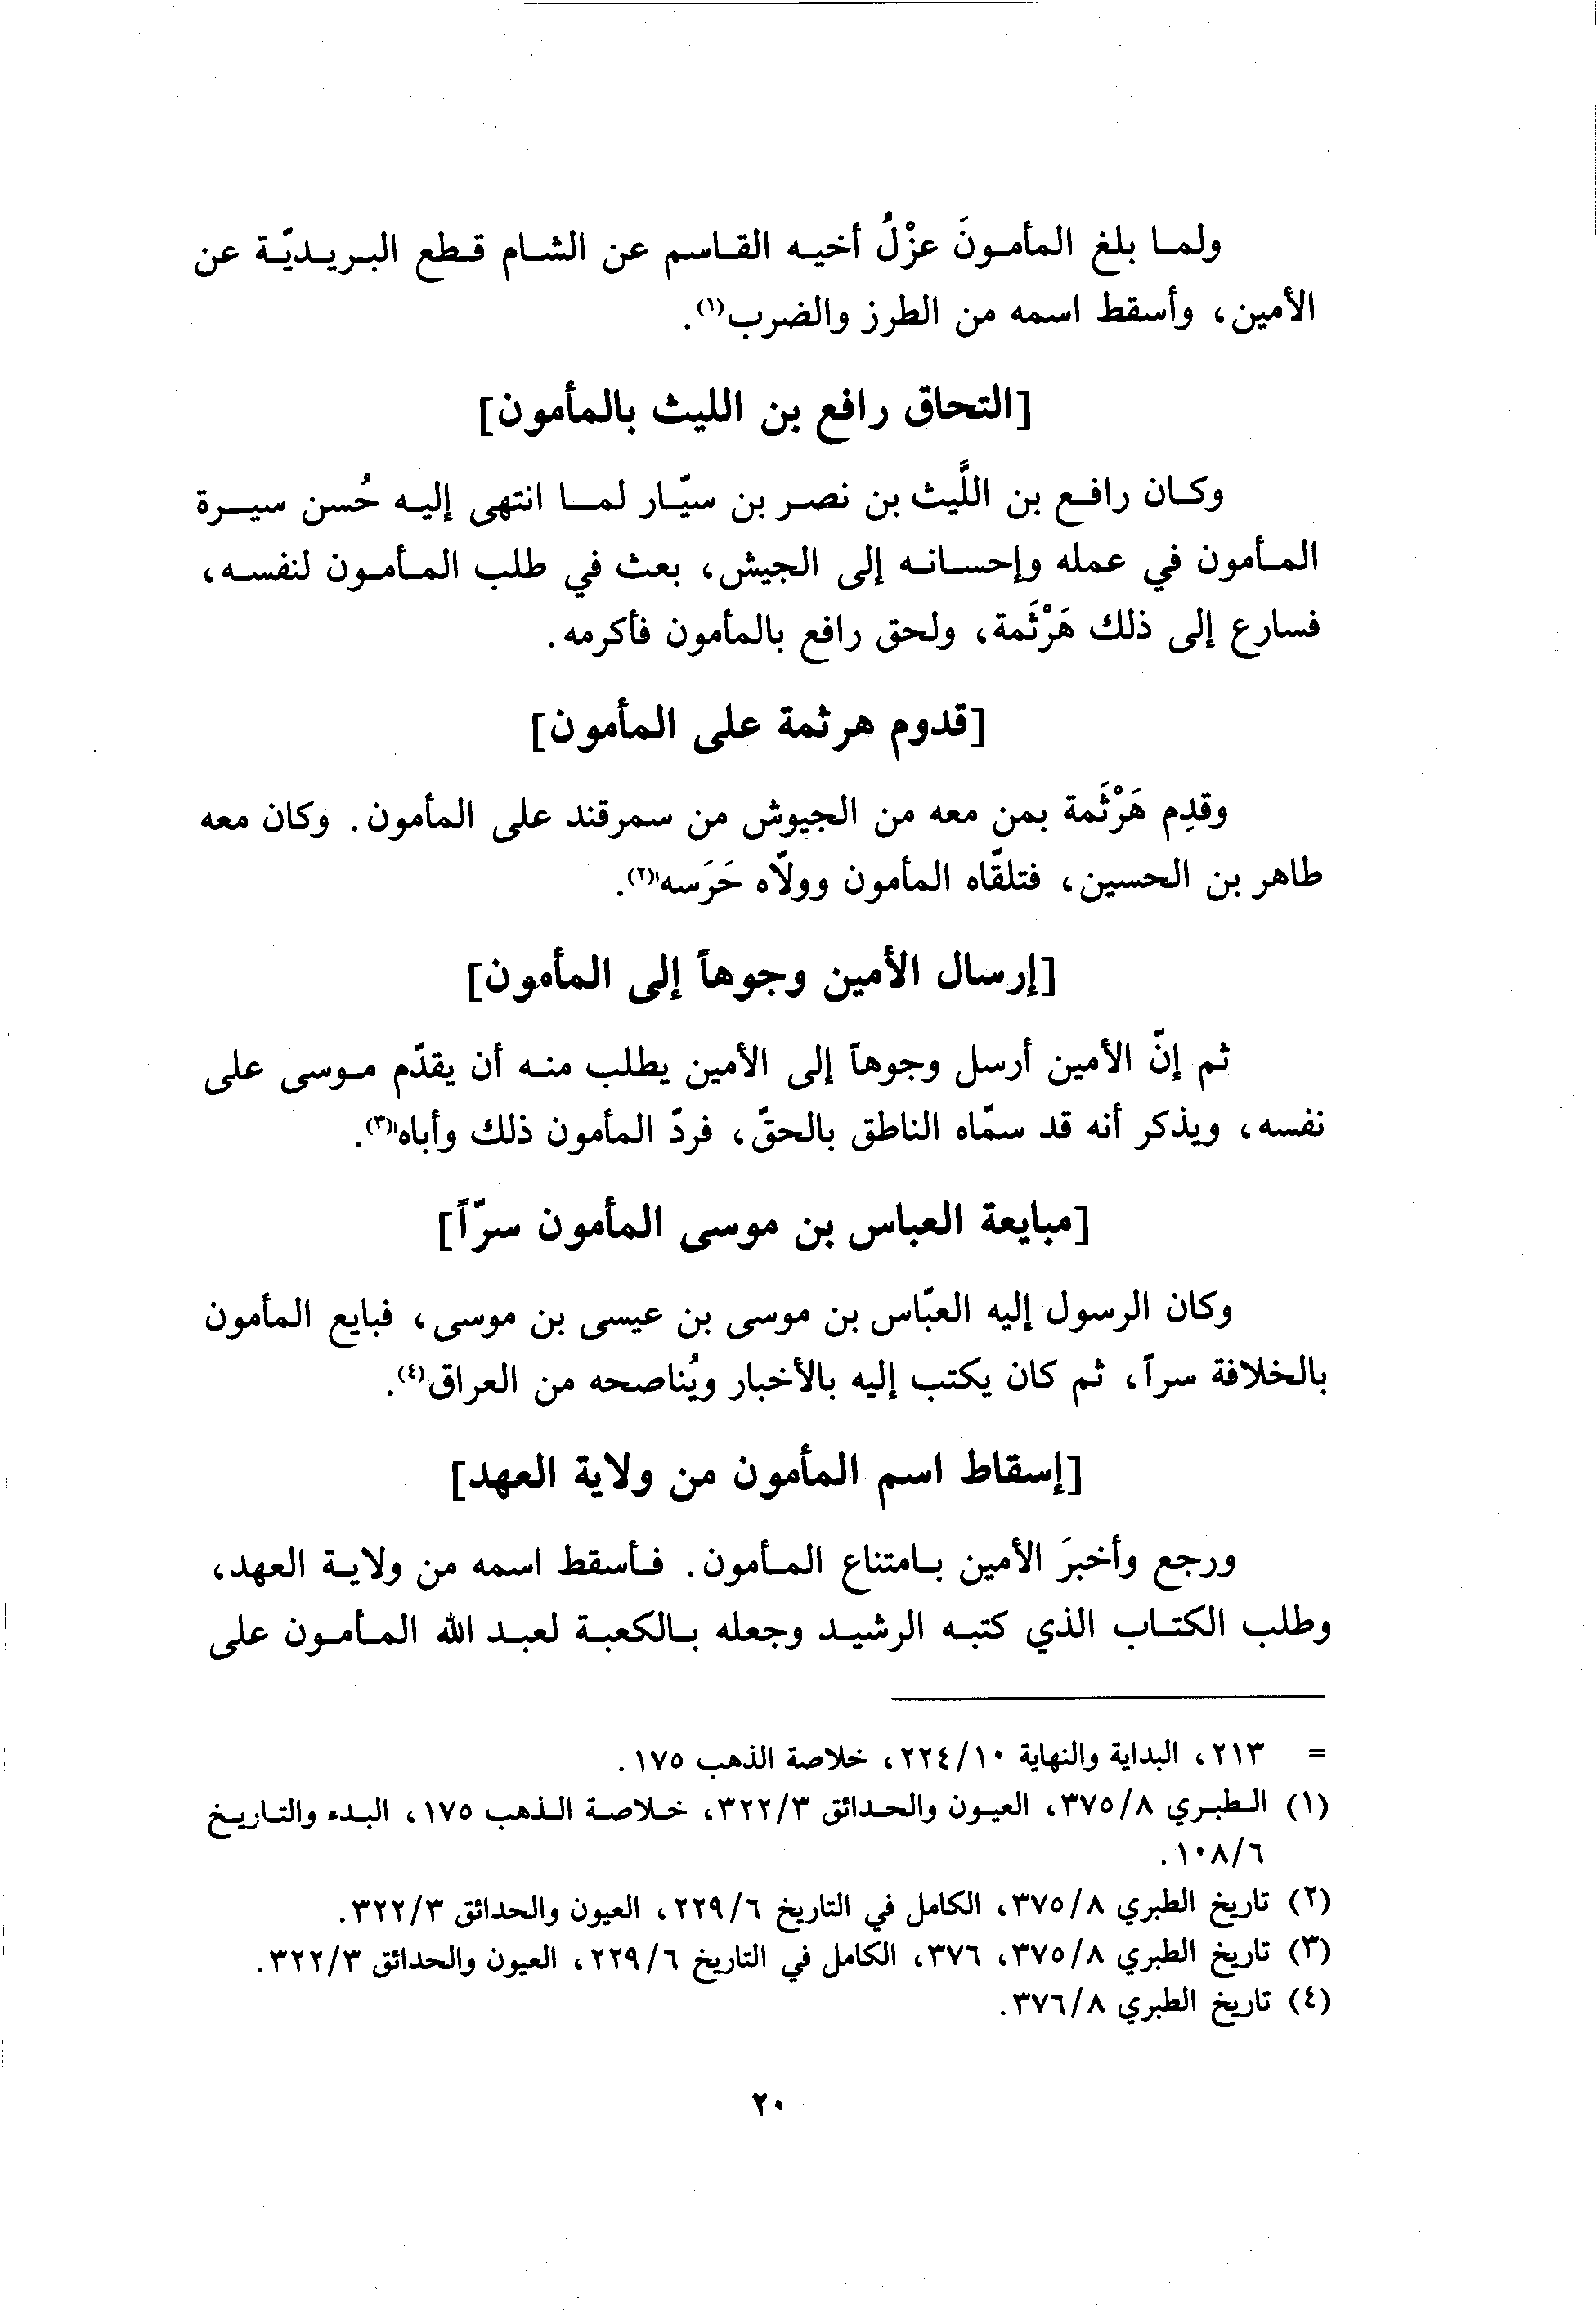 ولما بلغ المأمونَ عزْلُ أخيه القاسم عن الشام قطع البريديّة عن
الأمين، وأسقط اسمه من الطرز والضرب(١).
[التحاق رافع بن الليث بالمأمون]
وكان رافع بن اللَّيث بن نصر بن سيّار لما انتهى إليه حُسن سيرة
المأمون في عمله وإحسانه إلى الجيش، بعث في طلب المأمون لنفسه،
فسارع إلى ذلك هَرْثَمة، ولحق رافع بالمأمون فأكرمه.
[قدوم هرثمة على المأمون]
وقدِم هَرْثَمة بمن معه من الجيوش من سمرقند على المأمون. وكان معه
طاهر بن الحسين، فتلقّاه المأمون وولّاه حَرَسه(٢).
[إرسال الأمين وجوهاً إلى المأمون]
ثم إنّ الأمين أرسل وجوهاً إلى الأمين يطلب منه أن يقدّم موسى على
نفسه، ويذكر أنه قد سمّاه الناطق بالحقّ، فردّ المأمون ذلك وأباه(٣).
[مبايعة العباس بن موسى المأمون سرّاً]
وكان الرسول إليه العبّاس بن موسى بن عيسى بن موسى، فبايع المأمون
بالخلافة سراً، ثم كان يكتب إليه بالأخبار ويُناصحه من العراق(٤).
[إسقاط اسم المأمون من ولاية العهد]
ورجع وأخبرَ الأمين بامتناع المأمون. فأسقط اسمه من ولاية العهد،
وطلب الكتاب الذي كتبه الرشيد وجعله بالكعبة لعبد الله المأمون على
= ٢١٣، البداية والنهاية ٢٢٤/١٠، خلاصة الذهب ١٧٥.
(١) الطبري ٣٧٥/٨، العيون والحدائق ٣٢٢/٣، خلاصة الذهب ١٧٥، البدء والتاريخ
١٠٨/٦.
(٢) تاريخ الطبري ٣٧٥/٨، الكامل في التاريخ ٢٢٩/٦، العيون والحدائق ٣٢٢/٣.
(٣) تاريخ الطبري ٣٧٥/٨، ٣٧٦، الكامل في التاريخ ٢٢٩/٦، العيون والحدائق ٣٢٢/٣.
(٤) تاريخ الطبري ٣٧٦/٨.
٢٠